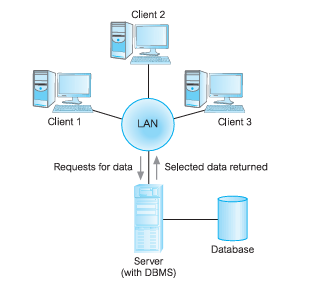 Client 2
Client 1
LAN
Client 3
Requests for data
Selected data returned
Database
Server
(with DBMS)